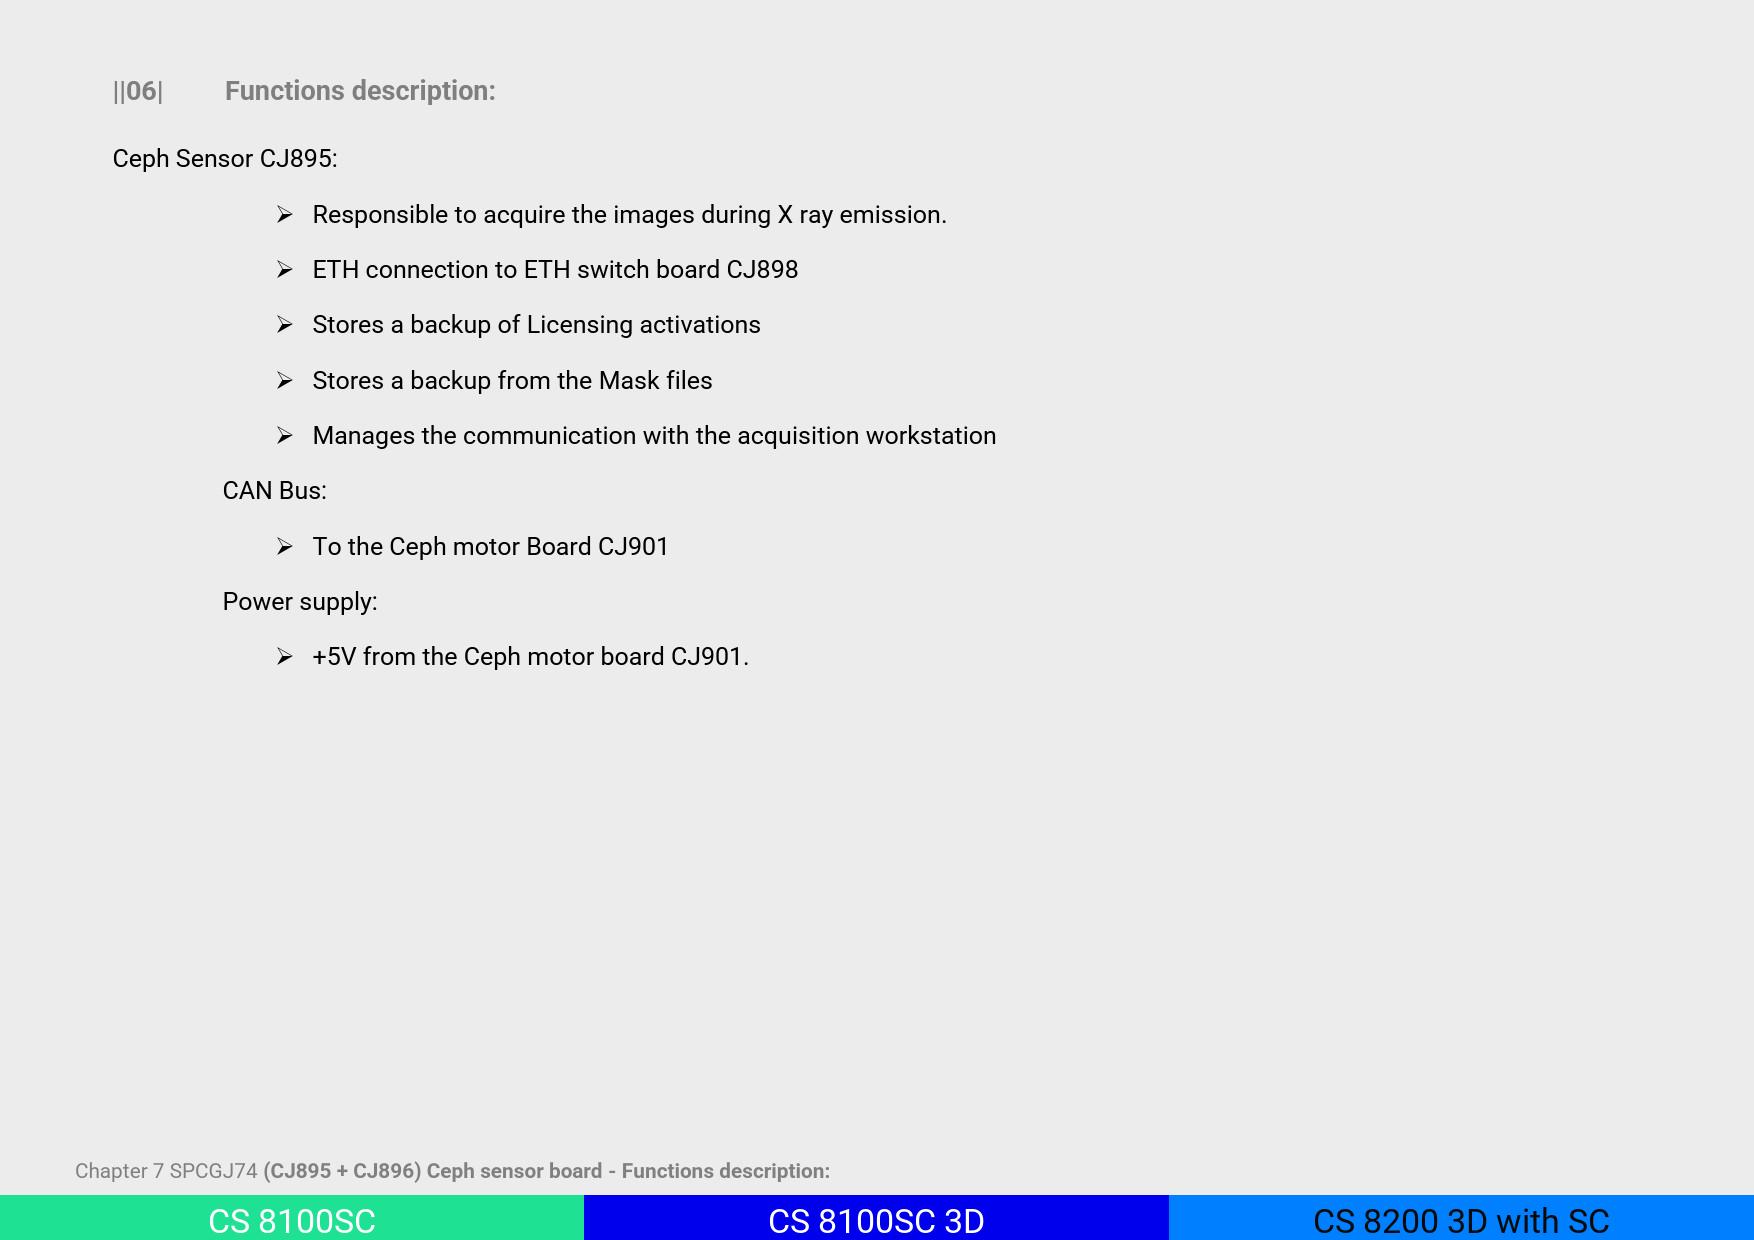 ||06| Functions description:
Ceph Sensor CJ895:
➢ Responsible to acquire the images during X ray emission.
➢ ETH connection to ETH switch board CJ898
➢ Stores a backup of Licensing activations
➢ Stores a backup from the Mask files
➢ Manages the communication with the acquisition workstation
CAN Bus:
➢ To the Ceph motor Board CJ901
Power supply:
➢ +5V from the Ceph motor board CJ901.
Chapter 7 SPCGJ74 (CJ895 + CJ896) Ceph sensor board - Functions description:
CS 8100SC CS 8100SC 3D CS 8200 3D with SC